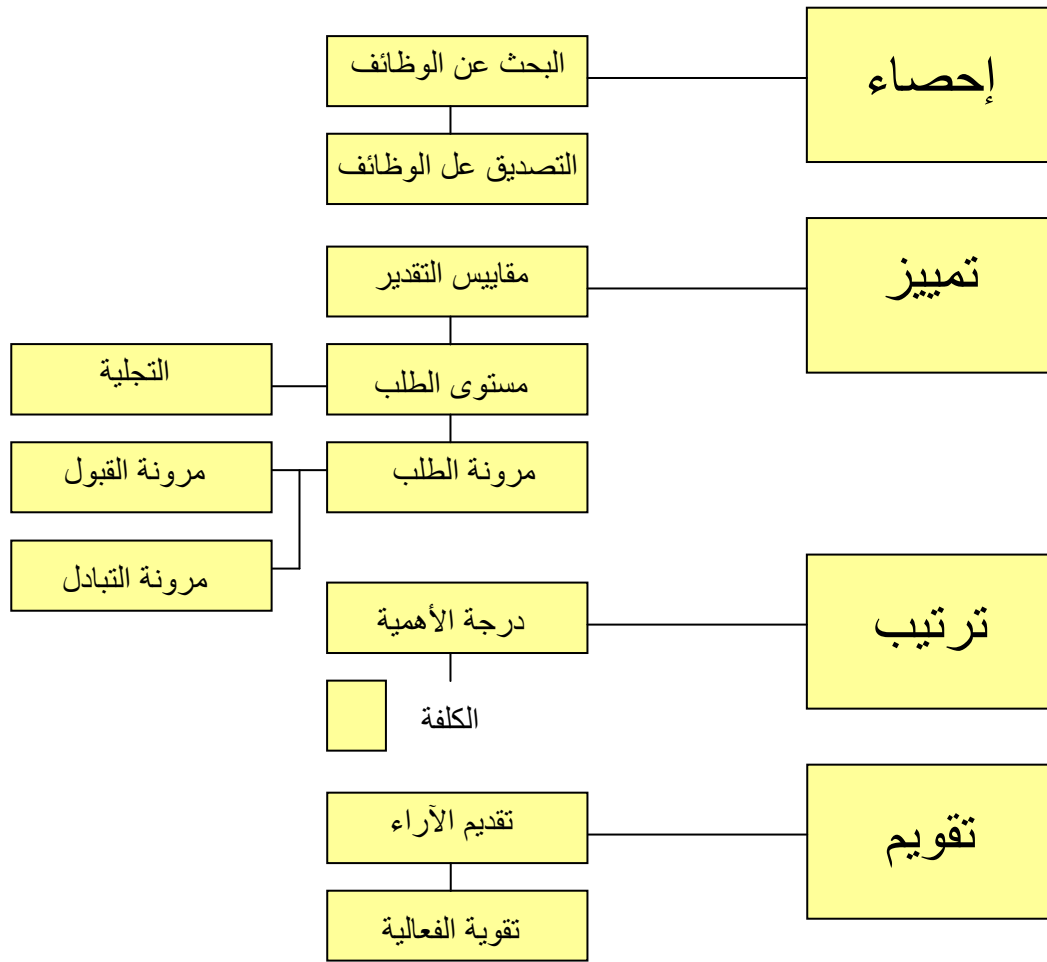 إحصاء
البحث عن الوظائف
التصديق عل الوظائف
تمييز
مقاييس التقدير
مستوى الطلب
التجلية
مرونة الطلب
مرونة القبول
مرونة التبادل
ترتيب
درجة الأهمية
الكلفة
تقويم
تقديم الآراء
تقوية الفعالية